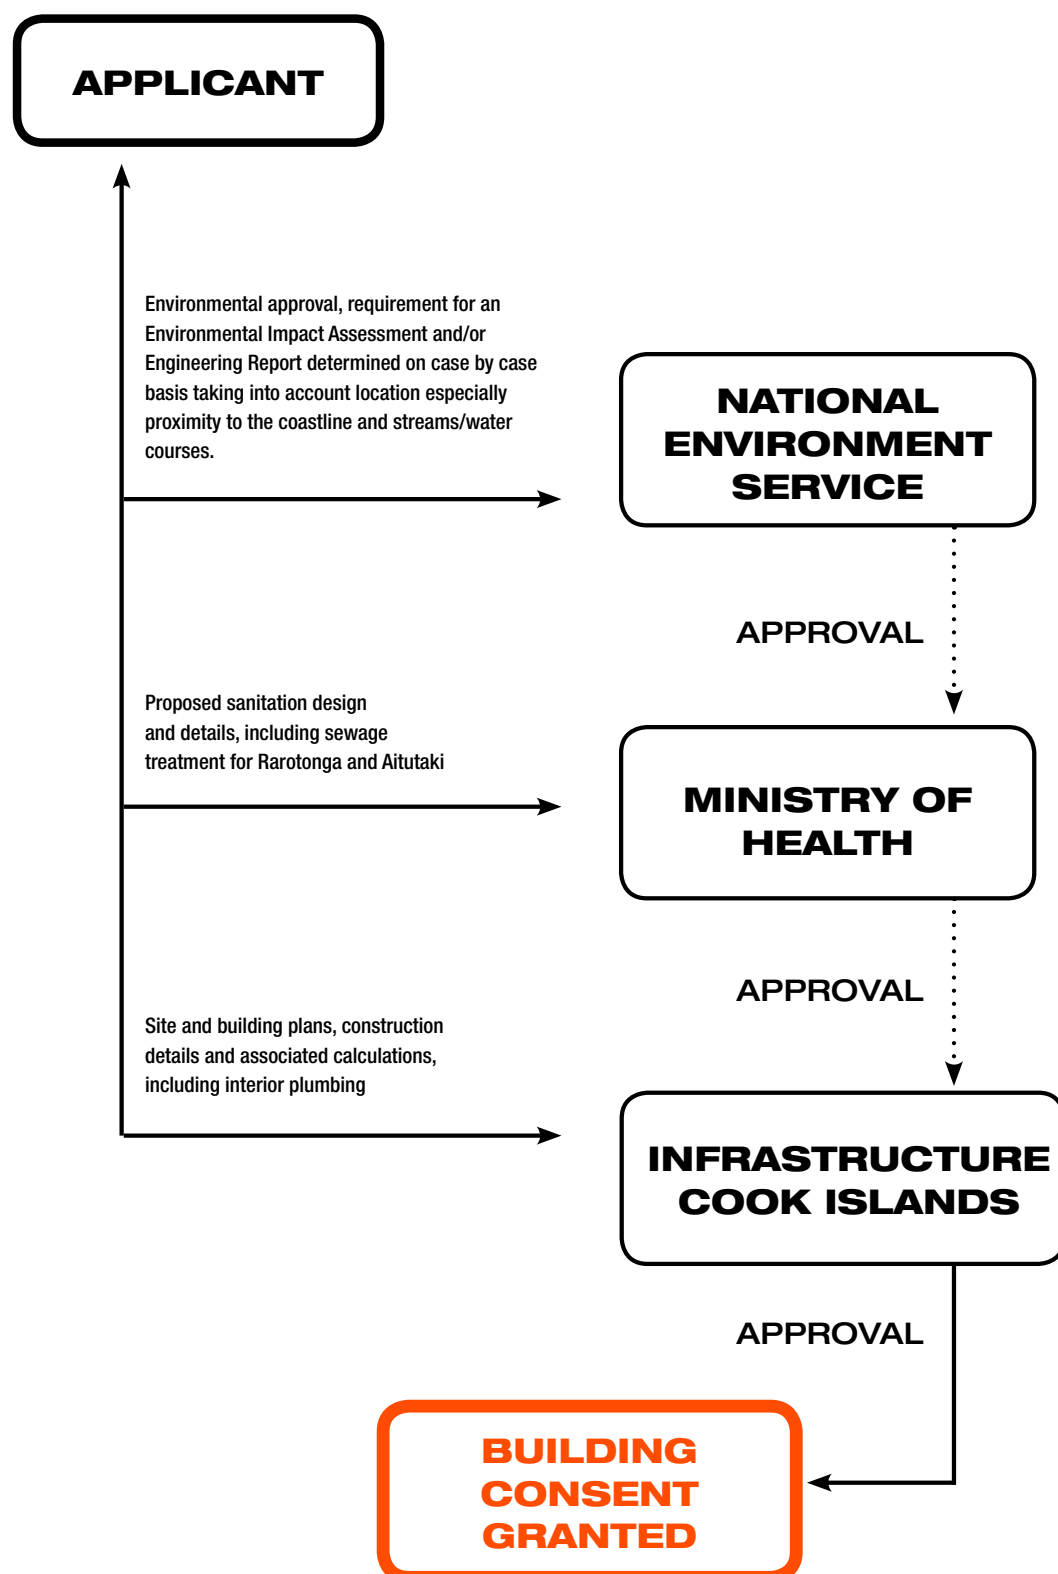 APPLICANT
Environmental approval, requirement for an
Environmental Impact Assessment and/or
Engineering Report determined on case by case
basis taking into account location especially
proximity to the coastline and streams/water
courses.
NATIONAL
ENVIRONMENT
SERVICE
APPROVAL
Proposed sanitation design
and details, including sewage
treatment for Rarotonga and Aitutaki
MINISTRY OF
HEALTH
APPROVAL
Site and building plans, construction
details and associated calculations,
including interior plumbing
INFRASTRUCTURE
COOK ISLANDS
APPROVAL
BUILDING
CONSENT
GRANTED